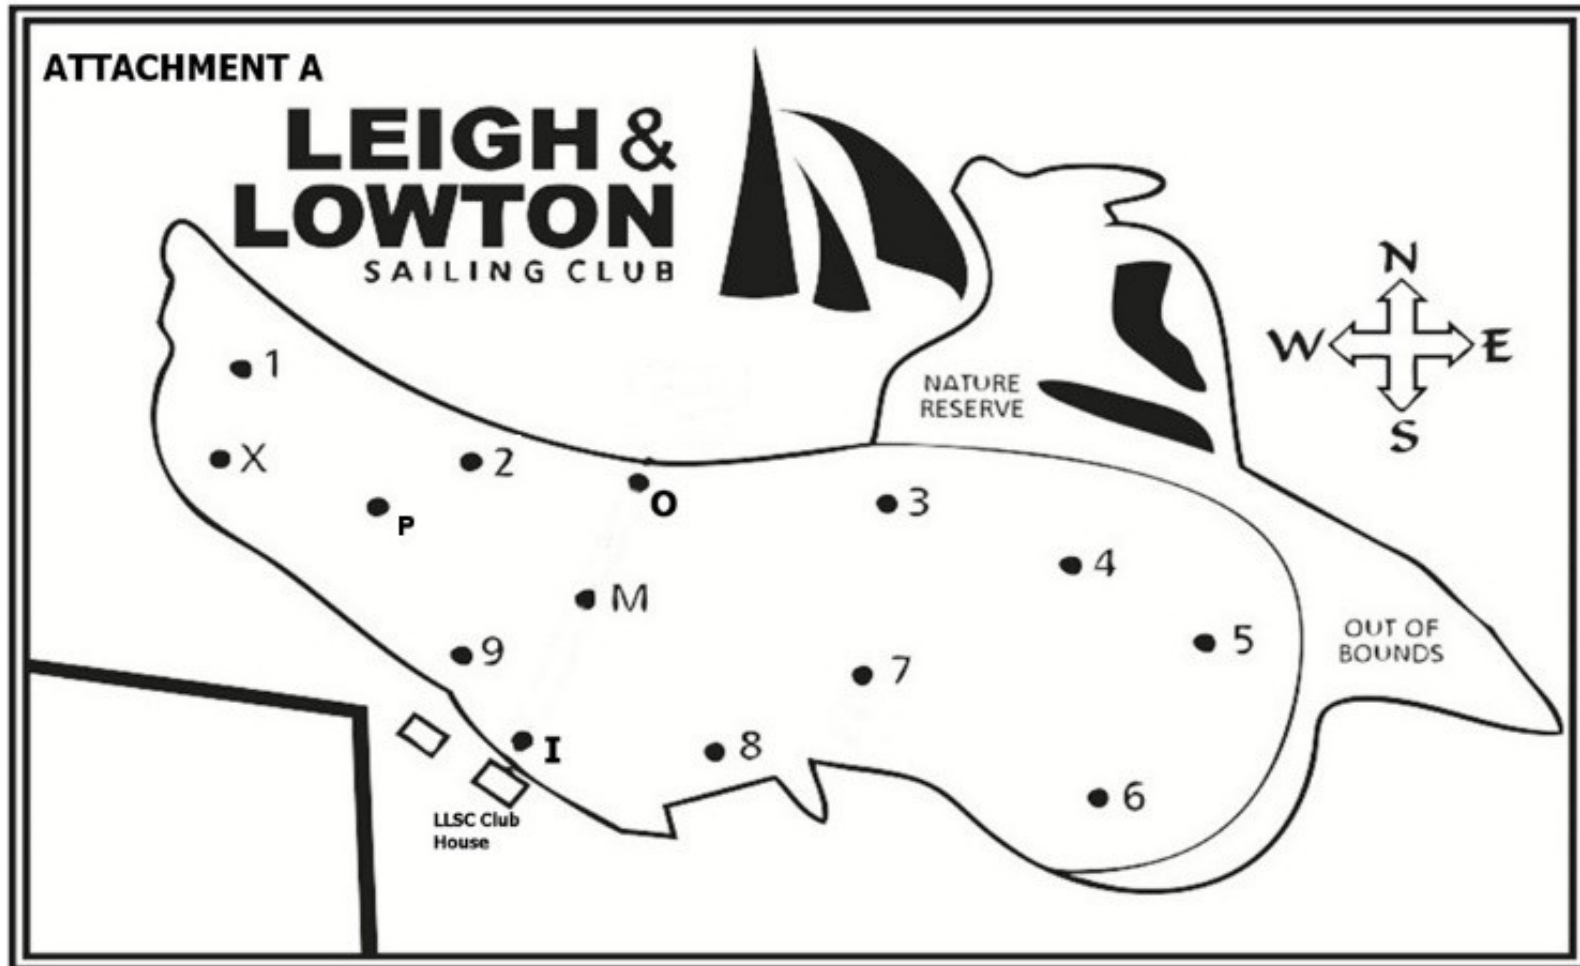 ATTACHMENT A
LEIGH &
LOWTON
SAILING CLUB
N
W E
S
NATURE
RESERVE
1
X
2
P
O
3
4
M
9
5
OUT OF
BOUNDS
7
I
8
6
LLSC Club
House